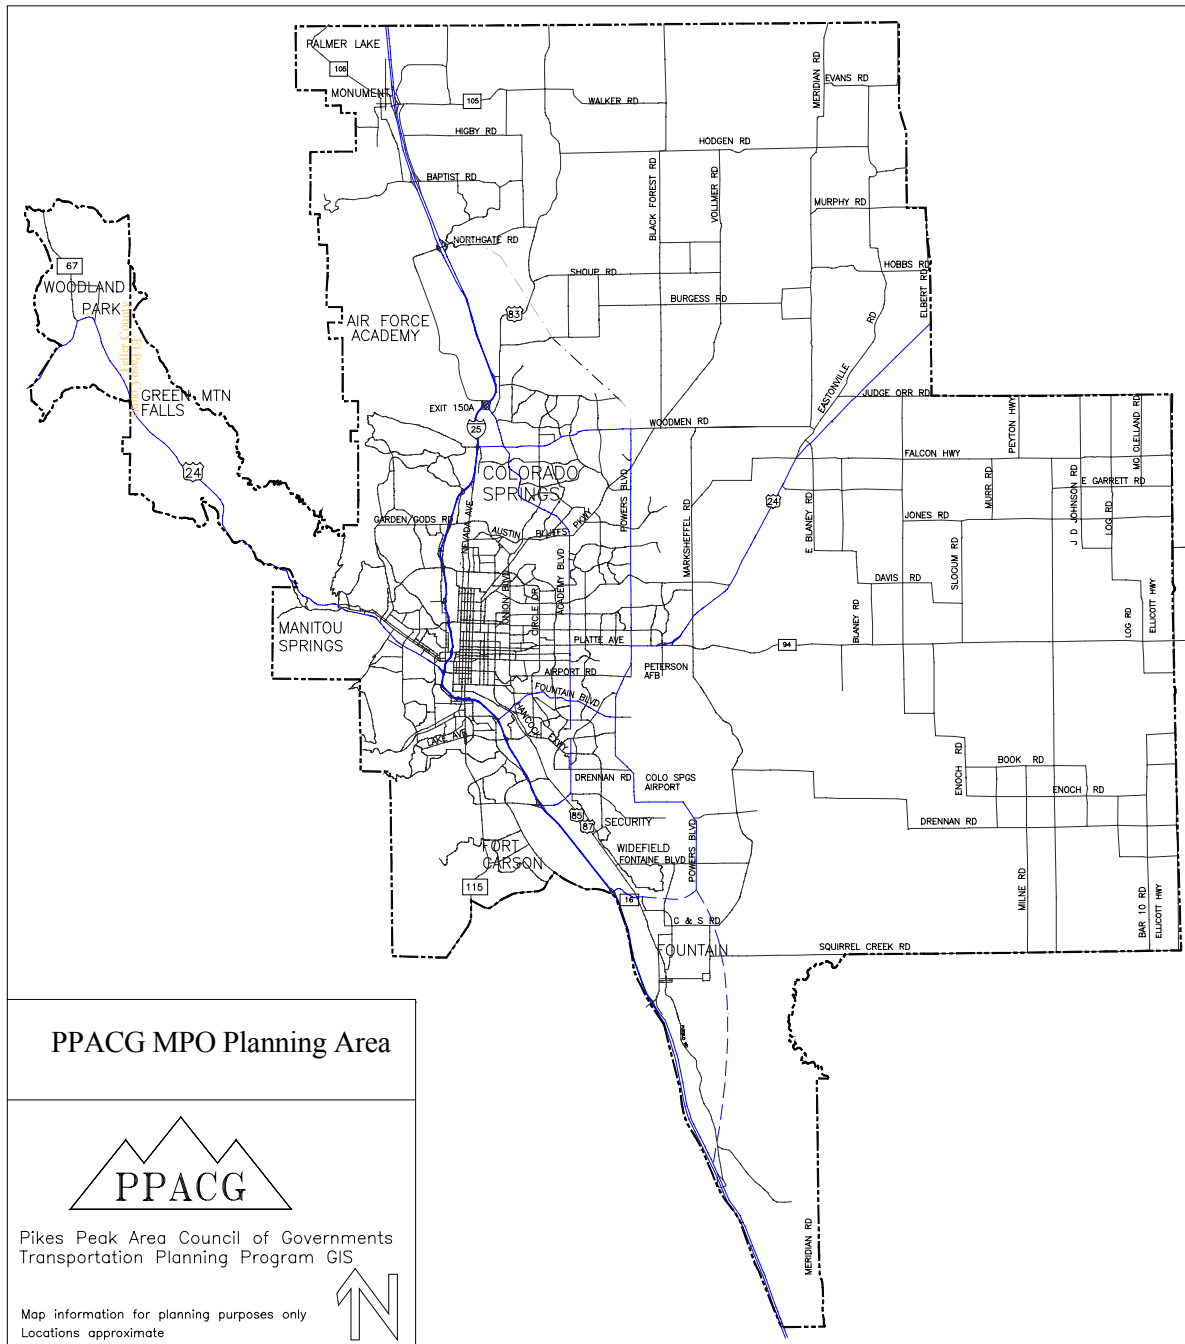 PALMER LAKE
105
MONUMENT
105
WALKER RD
MERIDIAN RD
EVANS RD
HIGBY RD
HODGEN RD
BAPTIST RD
BLACK FOREST RD
VOLLMER RD
MURPHY RD
NORTHGATE RD
SHOUP RD
HOBBS RD
ELBERT RD
BURGESS RD
67
WOODLAND
PARK
Teller County
El Paso County
83
AIR FORCE
ACADEMY
RD
EASTONVILLE
GREEN MTN
FALLS
EXIT 150A
25
WOODMEN RD
JUDGE ORR RD
PEYTON HWY
MC CLELLAND RD
24
COLORADO
SPRINGS
POWERS BLVD
FALCON HWY
MURR RD
J D JOHNSON RD
E GARRETT RD
LOG RD
24
GARDEN/GODS RD
NEVADA AVE
AUSTIN BLUFFS PKWY
MARKSHEFFEL RD
E BLANEY RD
JONES RD
SLOCUM RD
UNION BLVD
CIRCLE DR
ACADEMY BLVD
DAVIS RD
BLANEY RD
LOG RD
ELLICOTT HWY
MANITOU
SPRINGS
PLATTE AVE
94
AIRPORT RD
PETERSON
AFB
FOUNTAIN BLVD
HANCOCK EXPWY
LAKE AVE
DRENNAN RD
COLO SPGS
AIRPORT
ENOCH RD
BOOK RD
ENOCH RD
85
87
SECURITY
POWERS BLVD
DRENNAN RD
FORT
CARSON
WIDEFIELD
FONTAINE BLVD
115
16
MILNE RD
BAR 10 RD
ELLICOTT HWY
C & S RD
FOUNTAIN
SQUIRREL CREEK RD
MERIDIAN RD
PPACG MPO Planning Area
PPACG
Pikes Peak Area Council of Governments
Transportation Planning Program GIS
N
Map information for planning purposes only
Locations approximate